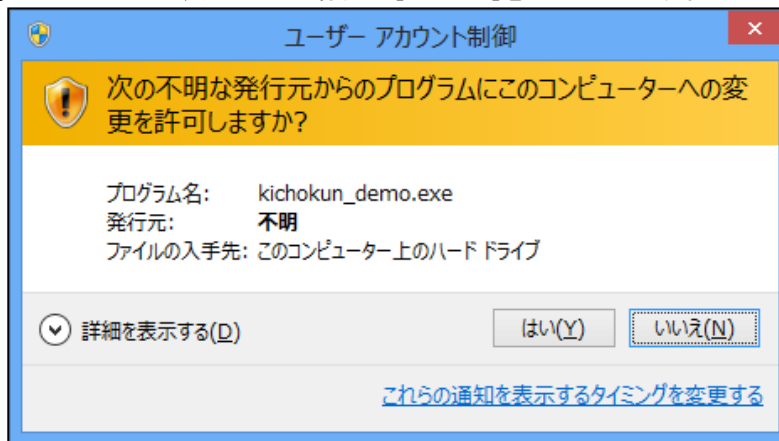 ユーザー アカウント制御
次の不明な発行元からのプログラムにこのコンピューターへの変
更を許可しますか?
プログラム名: kichokun_demo.exe
発行元: 不明
ファイルの入手先: このコンピューター上のハード ドライブ
詳細を表示する(D) はい(Y) いいえ(N)
これらの通知を表示するタイミングを変更する